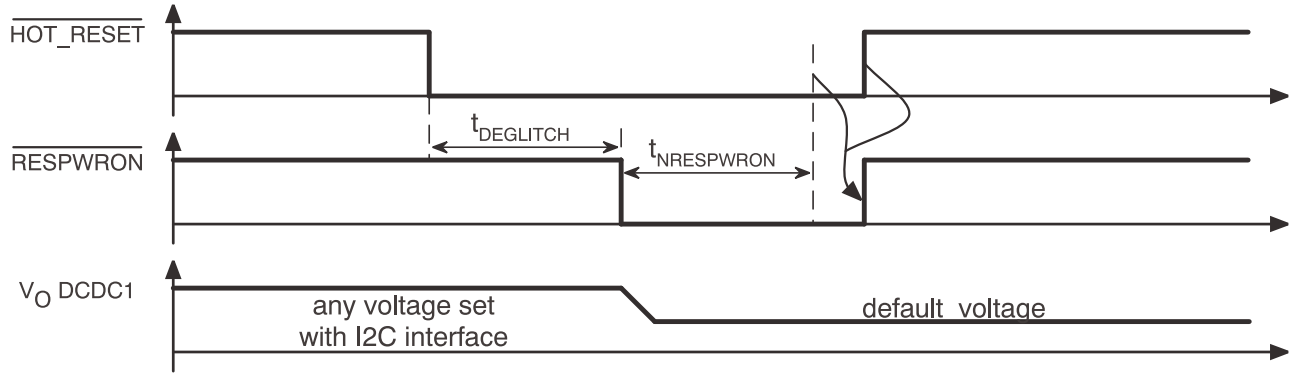 HOT_RESET
tDEGLITCH
RESPWRON
tNRESPWRON
VO DCDC1
any voltage set
with I2C interface
default voltage